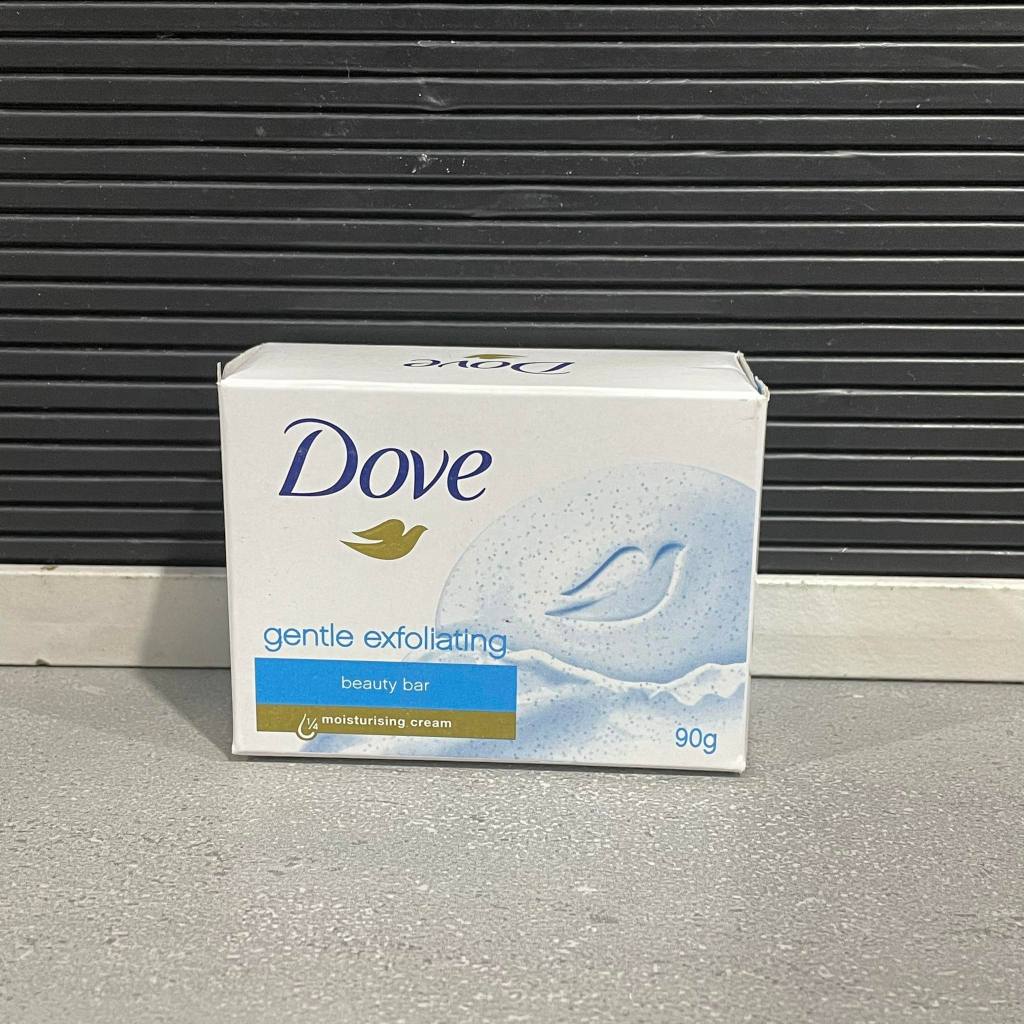 Dove
Dove
gentle exfoliating
beauty bar
1/4 moisturising cream
90g